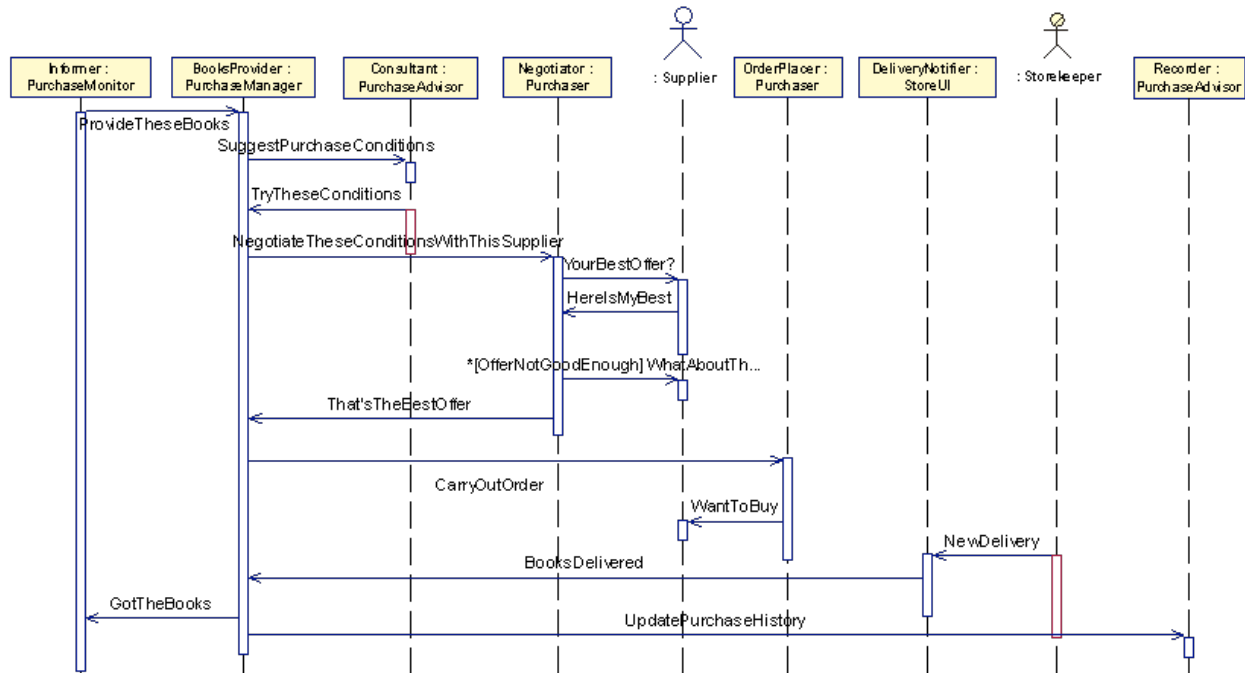 Informer :
PurchaseMonitor
BooksProvider :
PurchaseManager
Consultant :
PurchaseAdvisor
Negotiator :
Purchaser
: Supplier
OrderPlacer :
Purchaser
DeliveryNotifier :
StoreUI
: Storekeeper
Recorder :
PurchaseAdvisor
ProvideTheseBooks
SuggestPurchaseConditions
TryTheseConditions
NegotiateTheseConditionsWithThisSupplier
YourBestOffer?
HereIsMyBest
*[OfferNotGoodEnough] WhatAboutTh...
That'sTheBestOffer
CarryOutOrder
WantToBuy
NewDelivery
BooksDelivered
GotTheBooks
UpdatePurchaseHistory